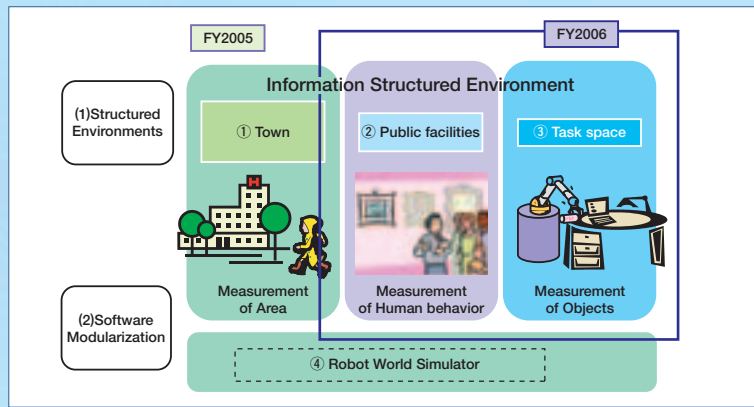 FY2005
FY2006
Information Structured Environment
(1)Structured
Environments
① Town
② Public facilities
③ Task space
H
Measurement
of Area
Measurement
of Human behavior
Measurement
of Objects
(2)Software
Modularization
④ Robot World Simulator